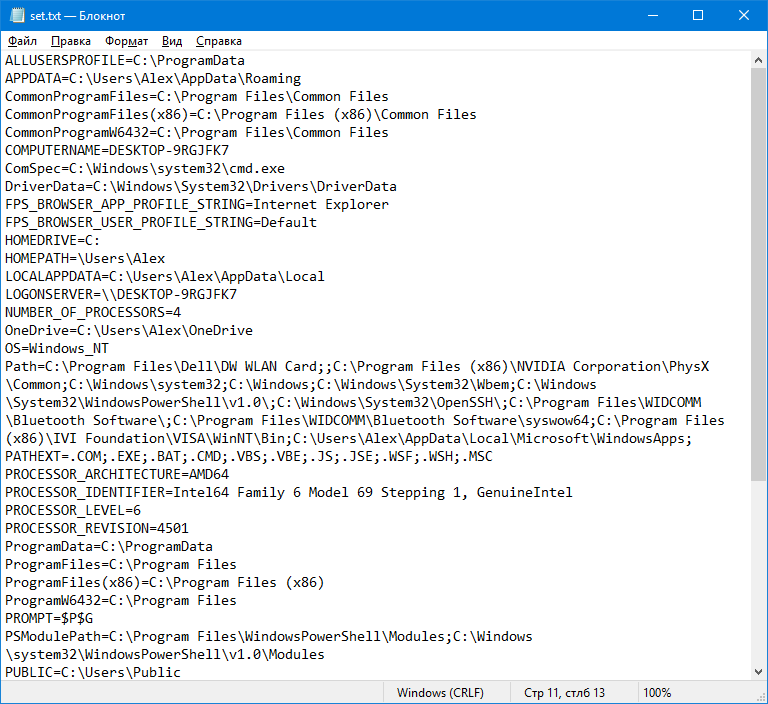 set.txt — Блокнот
Файл Правка Формат Вид Справка
ALLUSERSPROFILE=C:\ProgramData
APPDATA=C:\Users\Alex\AppData\Roaming
CommonProgramFiles=C:\Program Files\Common Files
CommonProgramFiles(x86)=C:\Program Files (x86)\Common Files
CommonProgramW6432=C:\Program Files\Common Files
COMPUTERNAME=DESKTOP-9RGJFK7
ComSpec=C:\Windows\system32\cmd.exe
DriverData=C:\Windows\System32\Drivers\DriverData
FPS_BROWSER_APP_PROFILE_STRING=Internet Explorer
FPS_BROWSER_USER_PROFILE_STRING=Default
HOMEDRIVE=C:
HOMEPATH=\Users\Alex
LOCALAPPDATA=C:\Users\Alex\AppData\Local
LOGONSERVER=\\DESKTOP-9RGJFK7
NUMBER_OF_PROCESSORS=4
OneDrive=C:\Users\Alex\OneDrive
OS=Windows_NT
Path=C:\Program Files\Dell\DW WLAN Card;;C:\Program Files (x86)\NVIDIA Corporation\PhysX
\Common;C:\Windows\system32;C:\Windows;C:\Windows\System32\Wbem;C:\Windows
\System32\WindowsPowerShell\v1.0\;C:\Windows\System32\OpenSSH\;C:\Program Files\WIDCOMM
\Bluetooth Software\;C:\Program Files\WIDCOMM\Bluetooth Software\syswow64;C:\Program Files
(x86)\IVI Foundation\VISA\WinNT\Bin;C:\Users\Alex\AppData\Local\Microsoft\WindowsApps;
PATHEXT=.COM;.EXE;.BAT;.CMD;.VBS;.VBE;.JS;.JSE;.WSF;.WSH;.MSC
PROCESSOR_ARCHITECTURE=AMD64
PROCESSOR_IDENTIFIER=Intel64 Family 6 Model 69 Stepping 1, GenuineIntel
PROCESSOR_LEVEL=6
PROCESSOR_REVISION=4501
ProgramData=C:\ProgramData
ProgramFiles=C:\Program Files
ProgramFiles(x86)=C:\Program Files (x86)
ProgramW6432=C:\Program Files
PROMPT=$P$G
PSModulePath=C:\Program Files\WindowsPowerShell\Modules;C:\Windows
\system32\WindowsPowerShell\v1.0\Modules
PUBLIC=C:\Users\Public
Windows (CRLF) Стр 11, стлб 13 100%